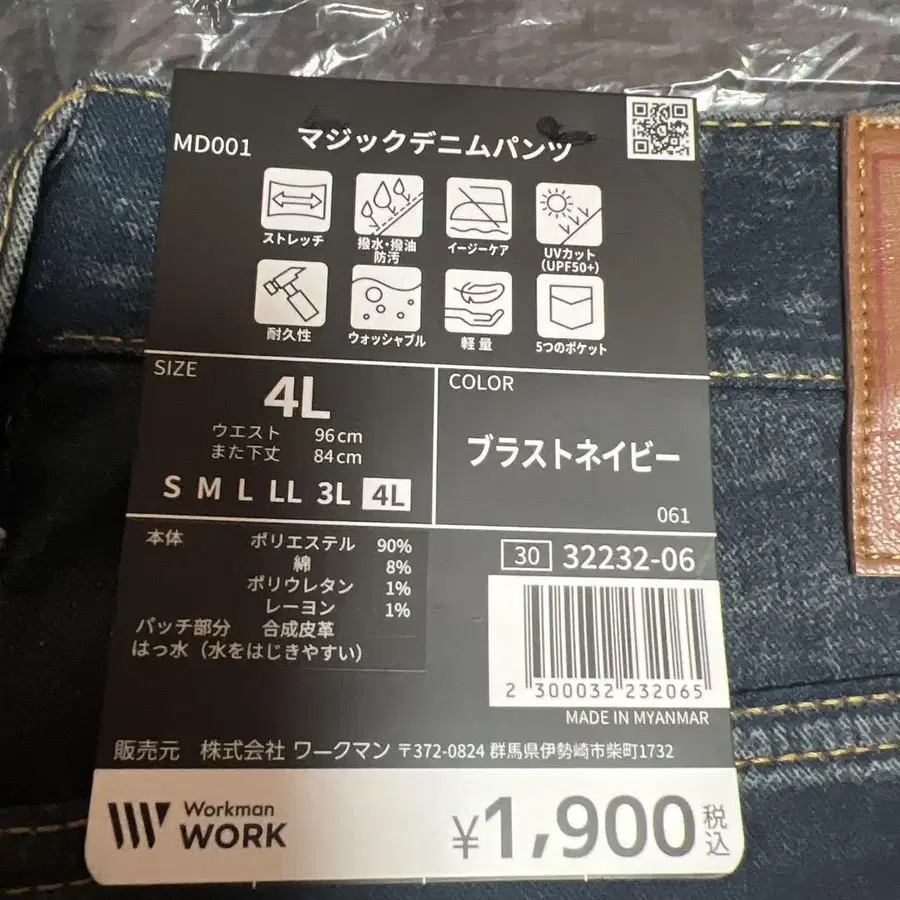 MD001
マジックデニムパンツ
ストレッチ
撥水・撥油
防汚
イージーケア
UVカット
(UPF50+)
耐久性
ウォッシャブル
軽量
5つのポケット
SIZE
4L
ウエスト 96cm
また下丈 84cm
S M L LL 3L 4L
COLOR
ブラストネイビー
061
本体 ポリエステル 90%
綿 8%
ポリウレタン 1%
レーヨン 1%
パッチ部分 合成皮革
はっ水(水をはじきやすい)
30 32232-06
2 300032 232065
MADE IN MYANMAR
販売元 株式会社 ワークマン 〒372-0824 群馬県伊勢崎市柴町1732
Workman
WORK
¥1,900税込